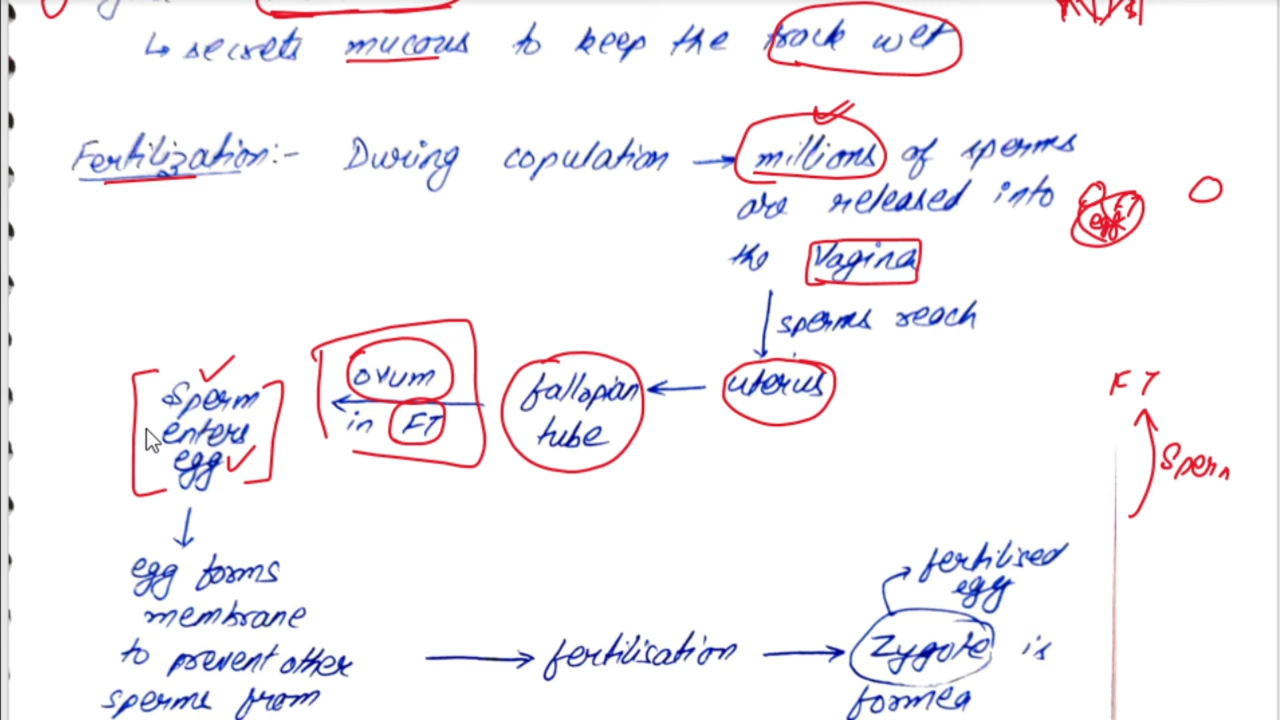 ↳ secrets mucous to keep the track wet
Fertilization:- During copulation → millions of sperms
are released into
the Vagina
egg
↓ sperms reach
uterus
← fallopian tube
← ovum in FT
Sperm
enters
egg
FT
Sperm
↓
egg forms
membrane
to prevent other
sperms from
→ fertilisation → Zygote is
formed
fertilised
egg